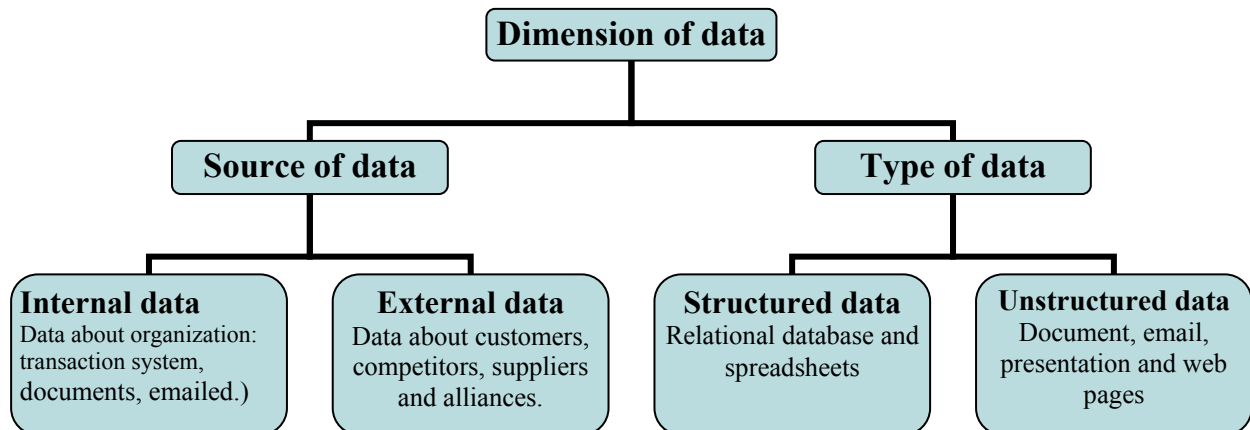 Dimension of data
Source of data
Type of data
Internal data
Data about organization:
transaction system,
documents, emailed.)
External data
Data about customers,
competitors, suppliers
and alliances.
Structured data
Relational database and
spreadsheets
Unstructured data
Document, email,
presentation and web
pages